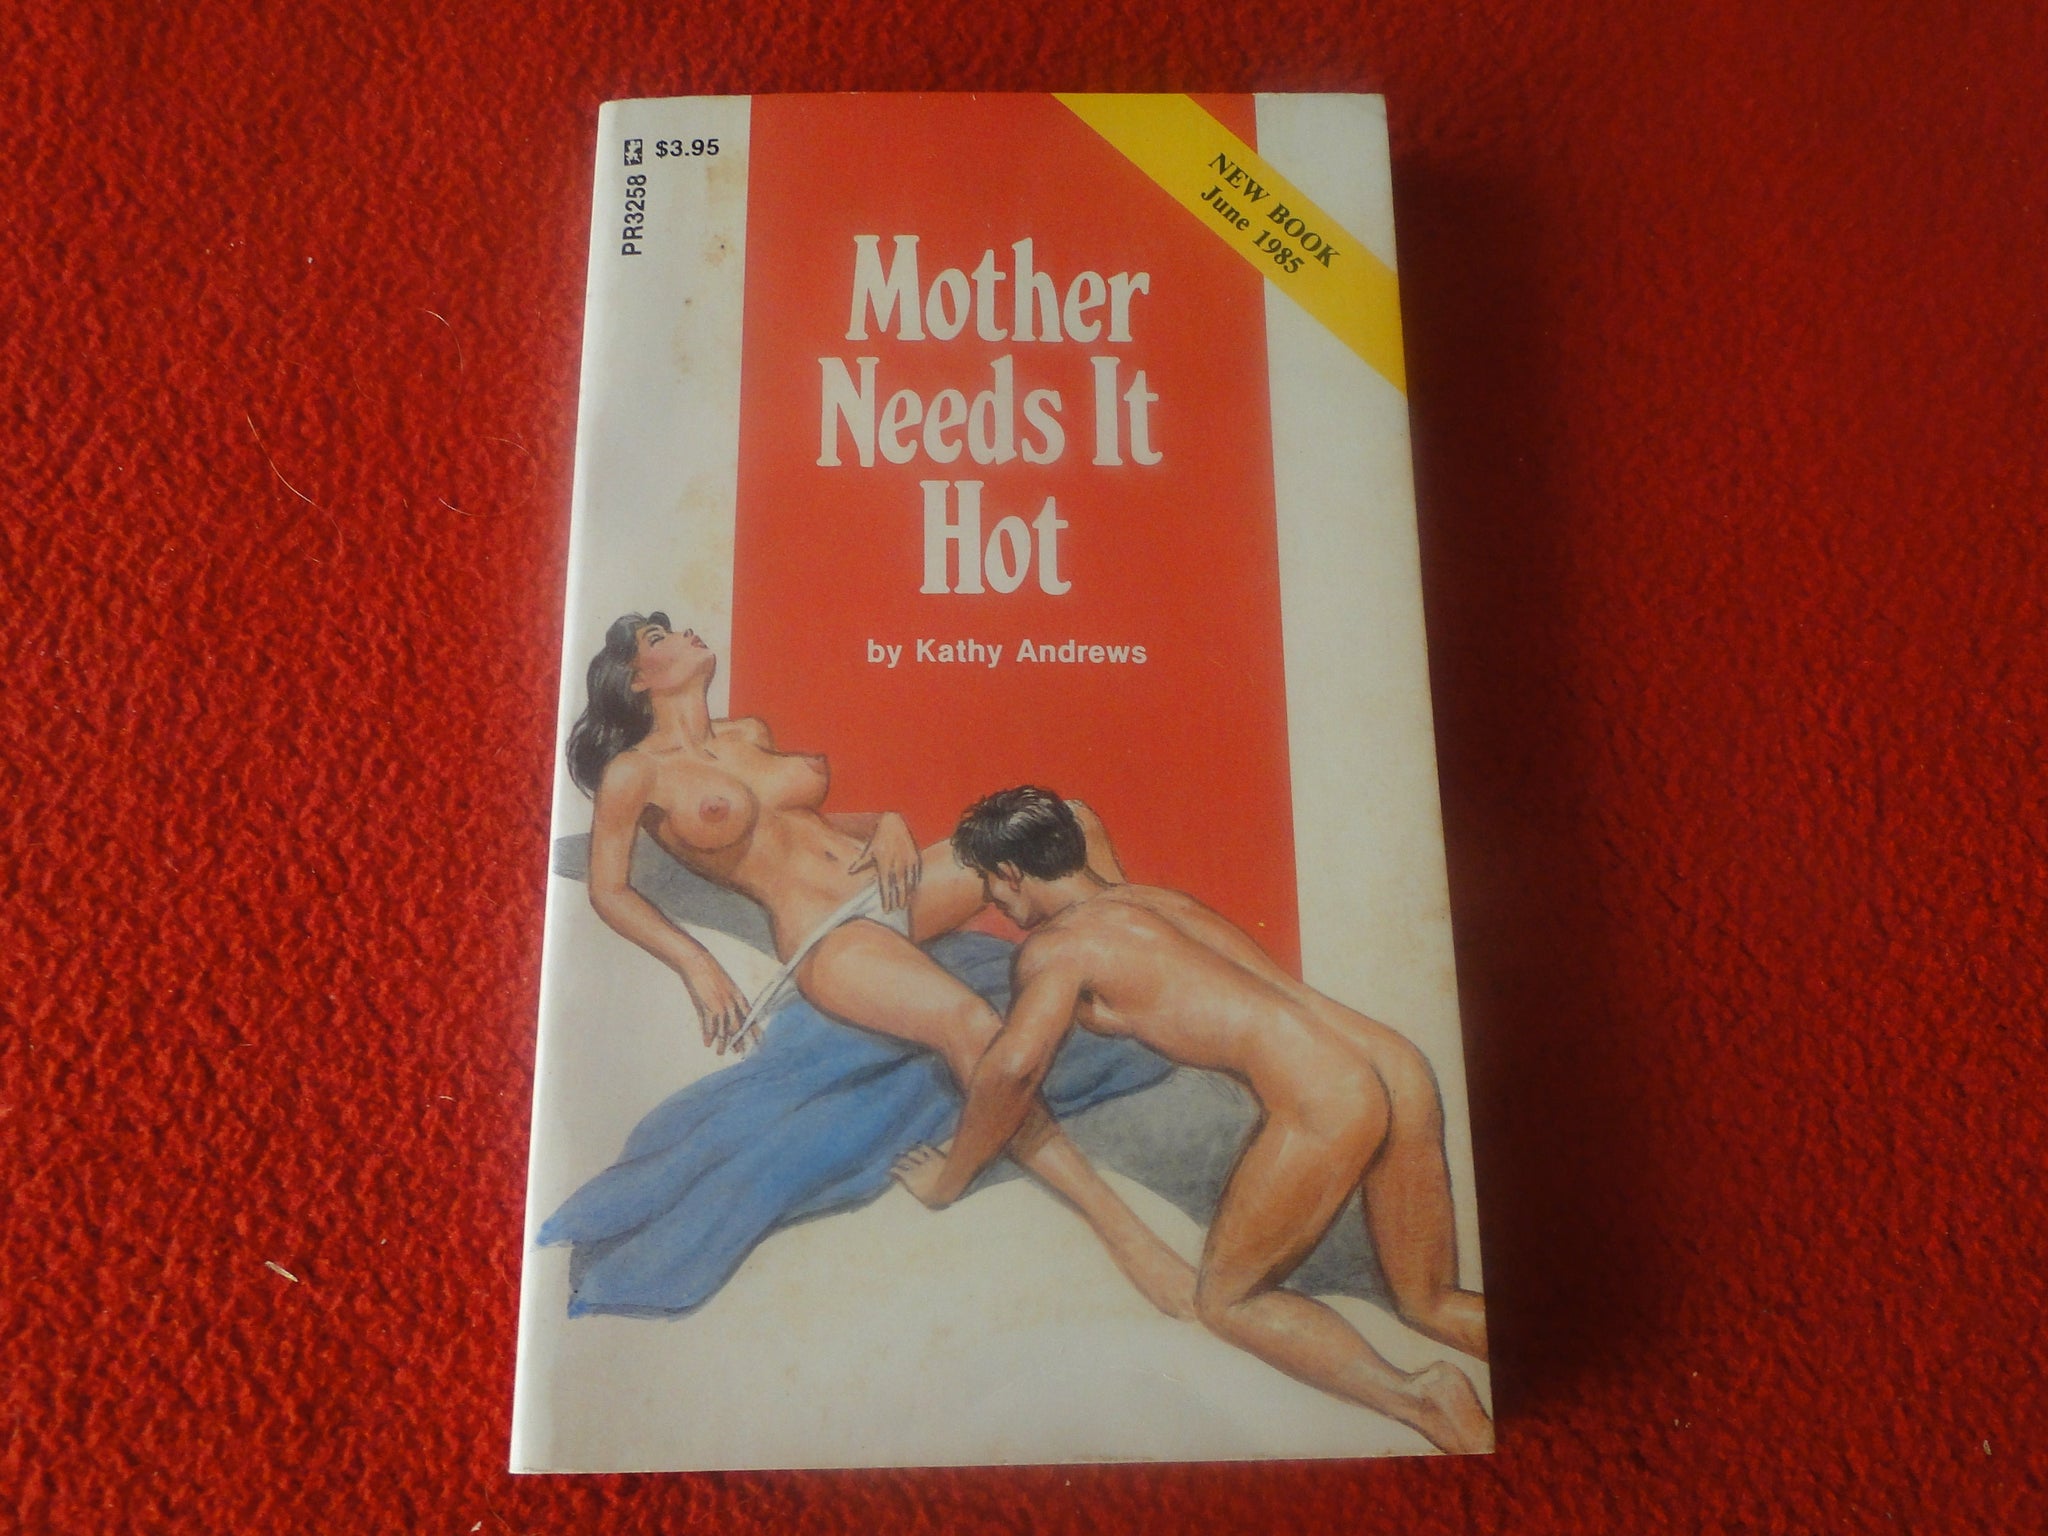 PR3258 $3.95
NEW BOOK
June 1985
Mother
Needs It
Hot
by Kathy Andrews